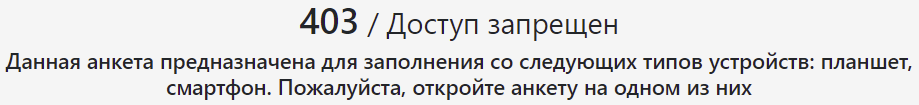 403 / Доступ запрещен
Данная анкета предназначена для заполнения со следующих типов устройств: планшет,
смартфон. Пожалуйста, откройте анкету на одном из них